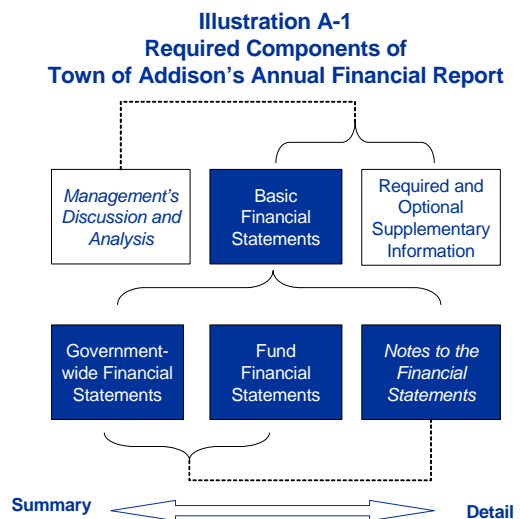 Illustration A-1
Required Components of
Town of Addison's Annual Financial Report
Management's
Discussion and
Analysis
Basic
Financial
Statements
Required and
Optional
Supplementary
Information
Government-
wide Financial
Statements
Fund
Financial
Statements
Notes to the
Financial
Statements
Summary
Detail